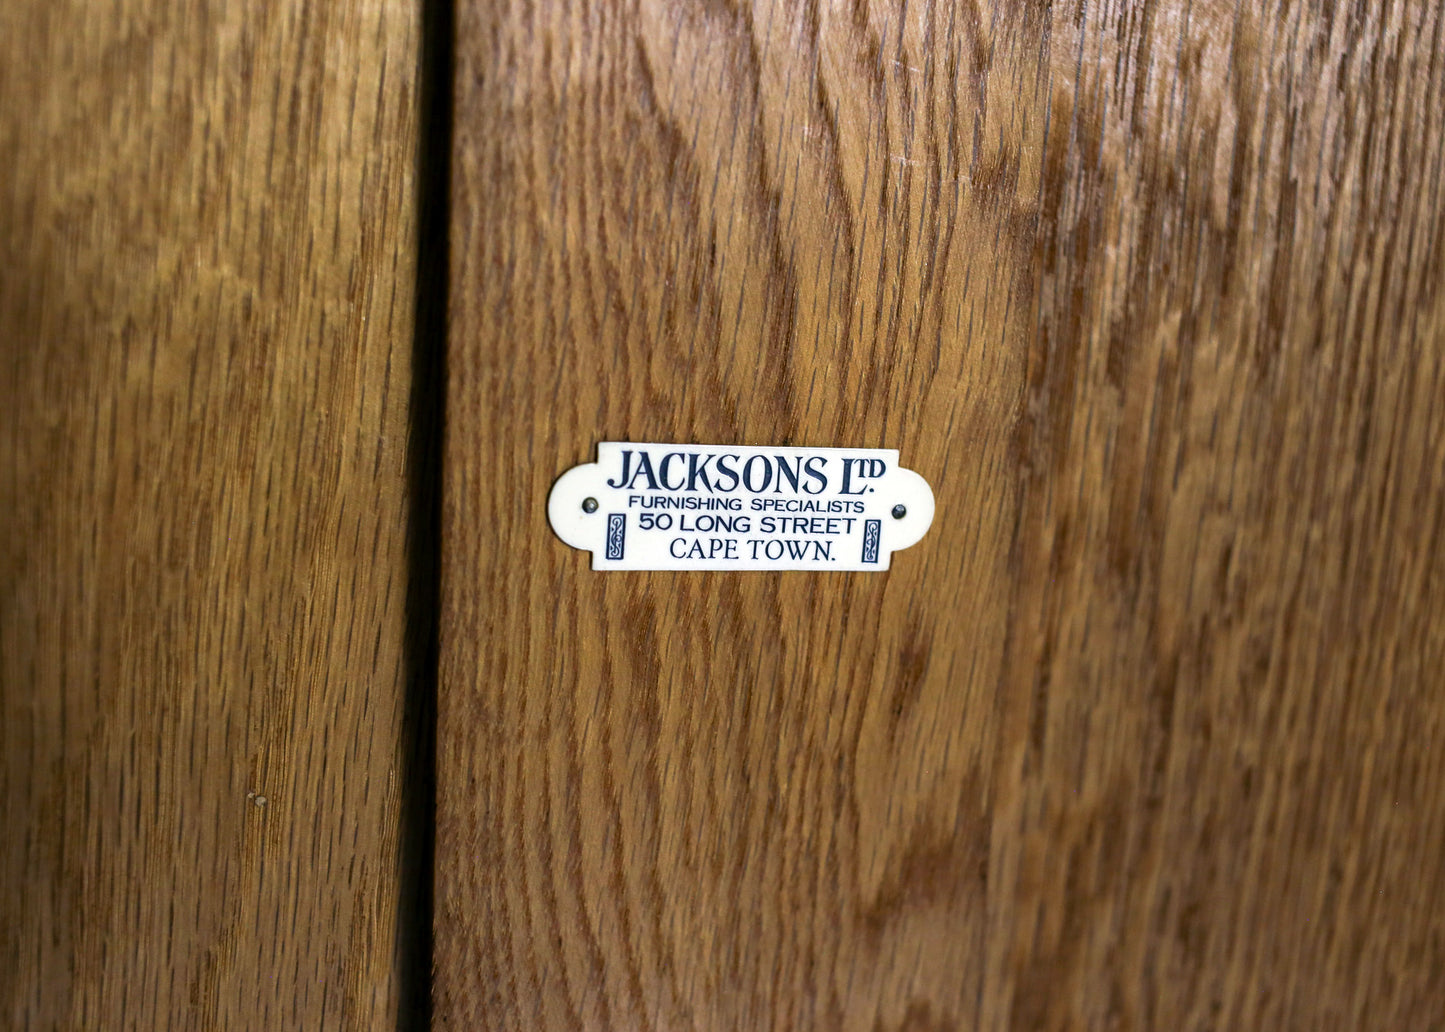 JACKSONS LTD.
FURNISHING SPECIALISTS
50 LONG STREET
CAPE TOWN.